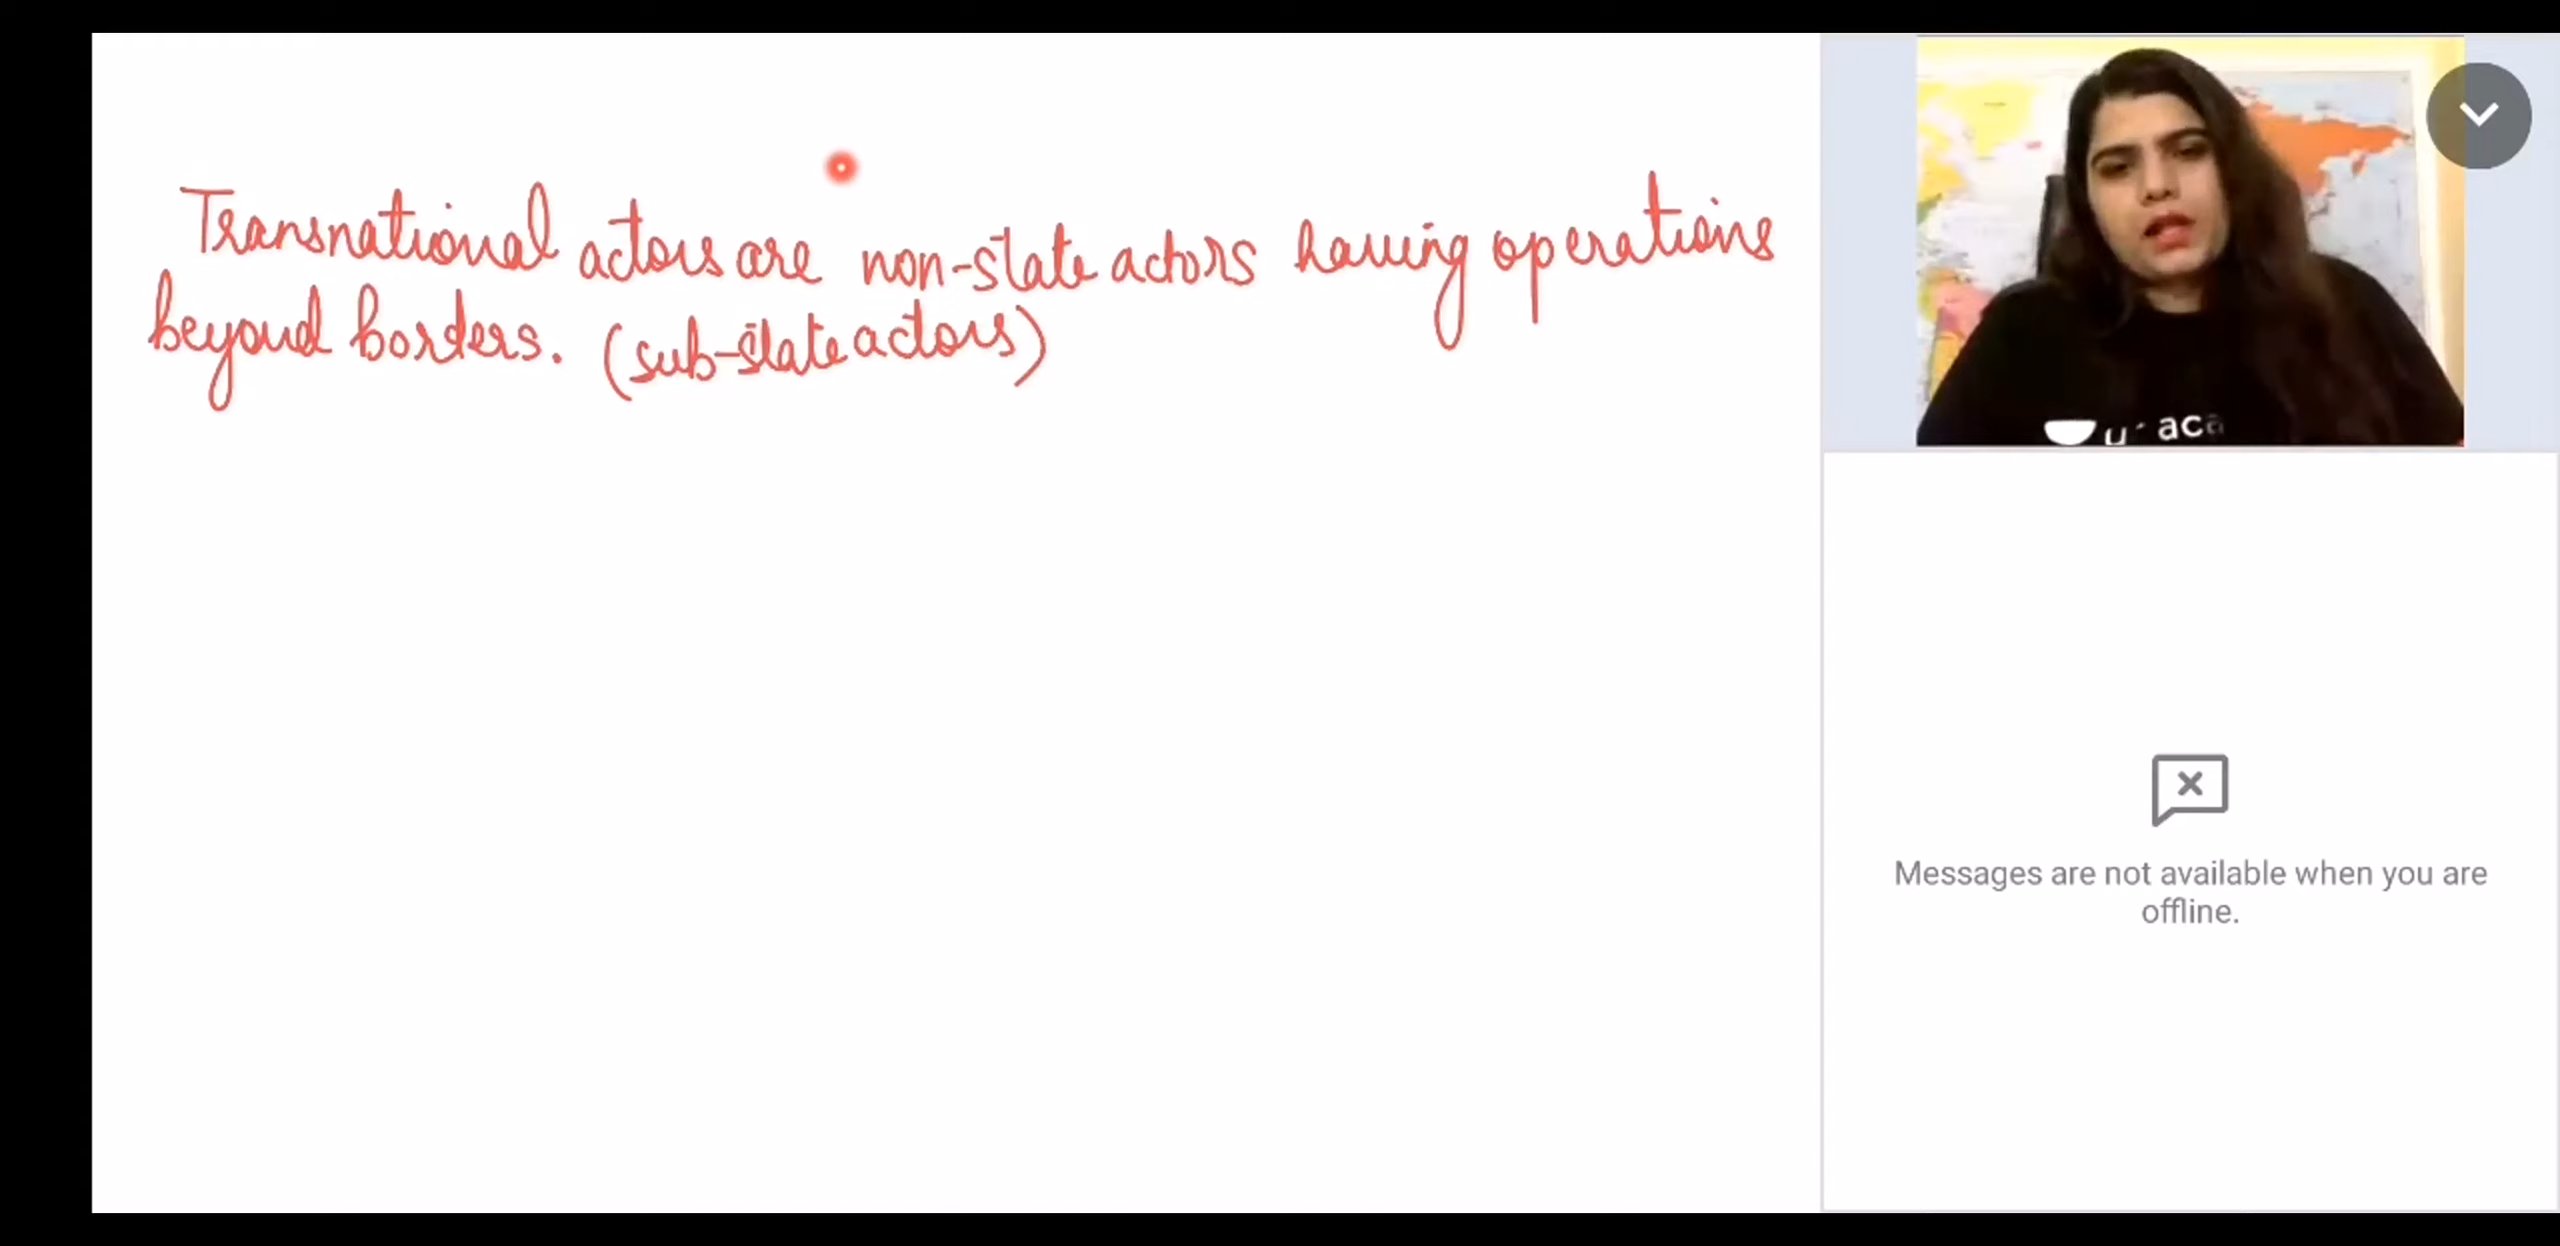 Transnational actors are non-state actors having operations
beyond borders. (sub-state actors)
aca
Messages are not available when you are
offline.